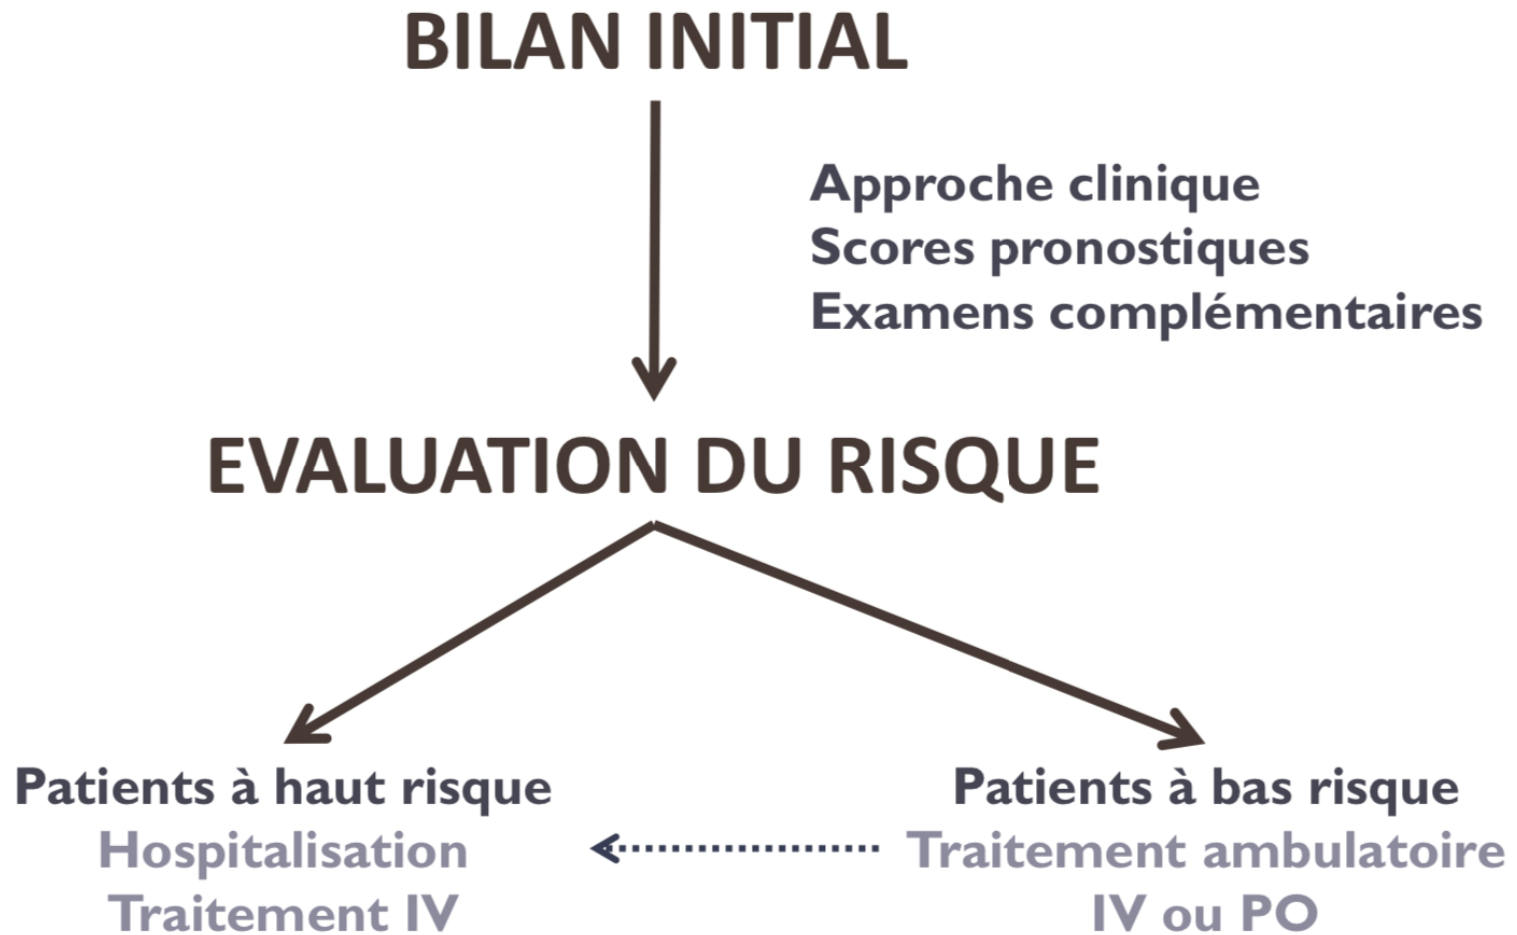 BILAN INITIAL
Approche clinique
Scores pronostiques
Examens complémentaires
EVALUATION DU RISQUE
Patients à haut risque
Hospitalisation
Traitement IV
Patients à bas risque
Traitement ambulatoire
IV ou PO